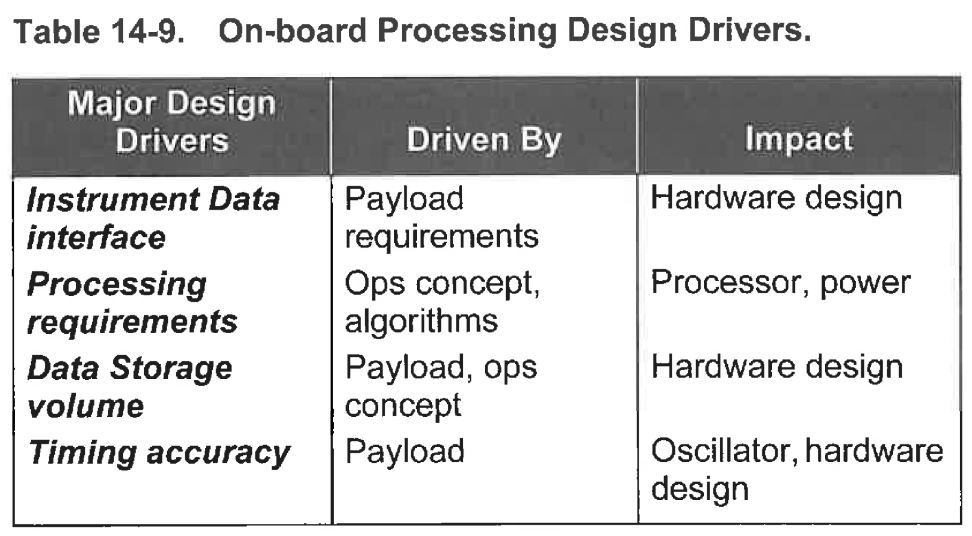 Table 14-9. On-board Processing Design Drivers.
Major Design Drivers Driven By Impact
Instrument Data interface Payload requirements Hardware design
Processing requirements Ops concept, algorithms Processor, power
Data Storage volume Payload, ops concept Hardware design
Timing accuracy Payload Oscillator, hardware design